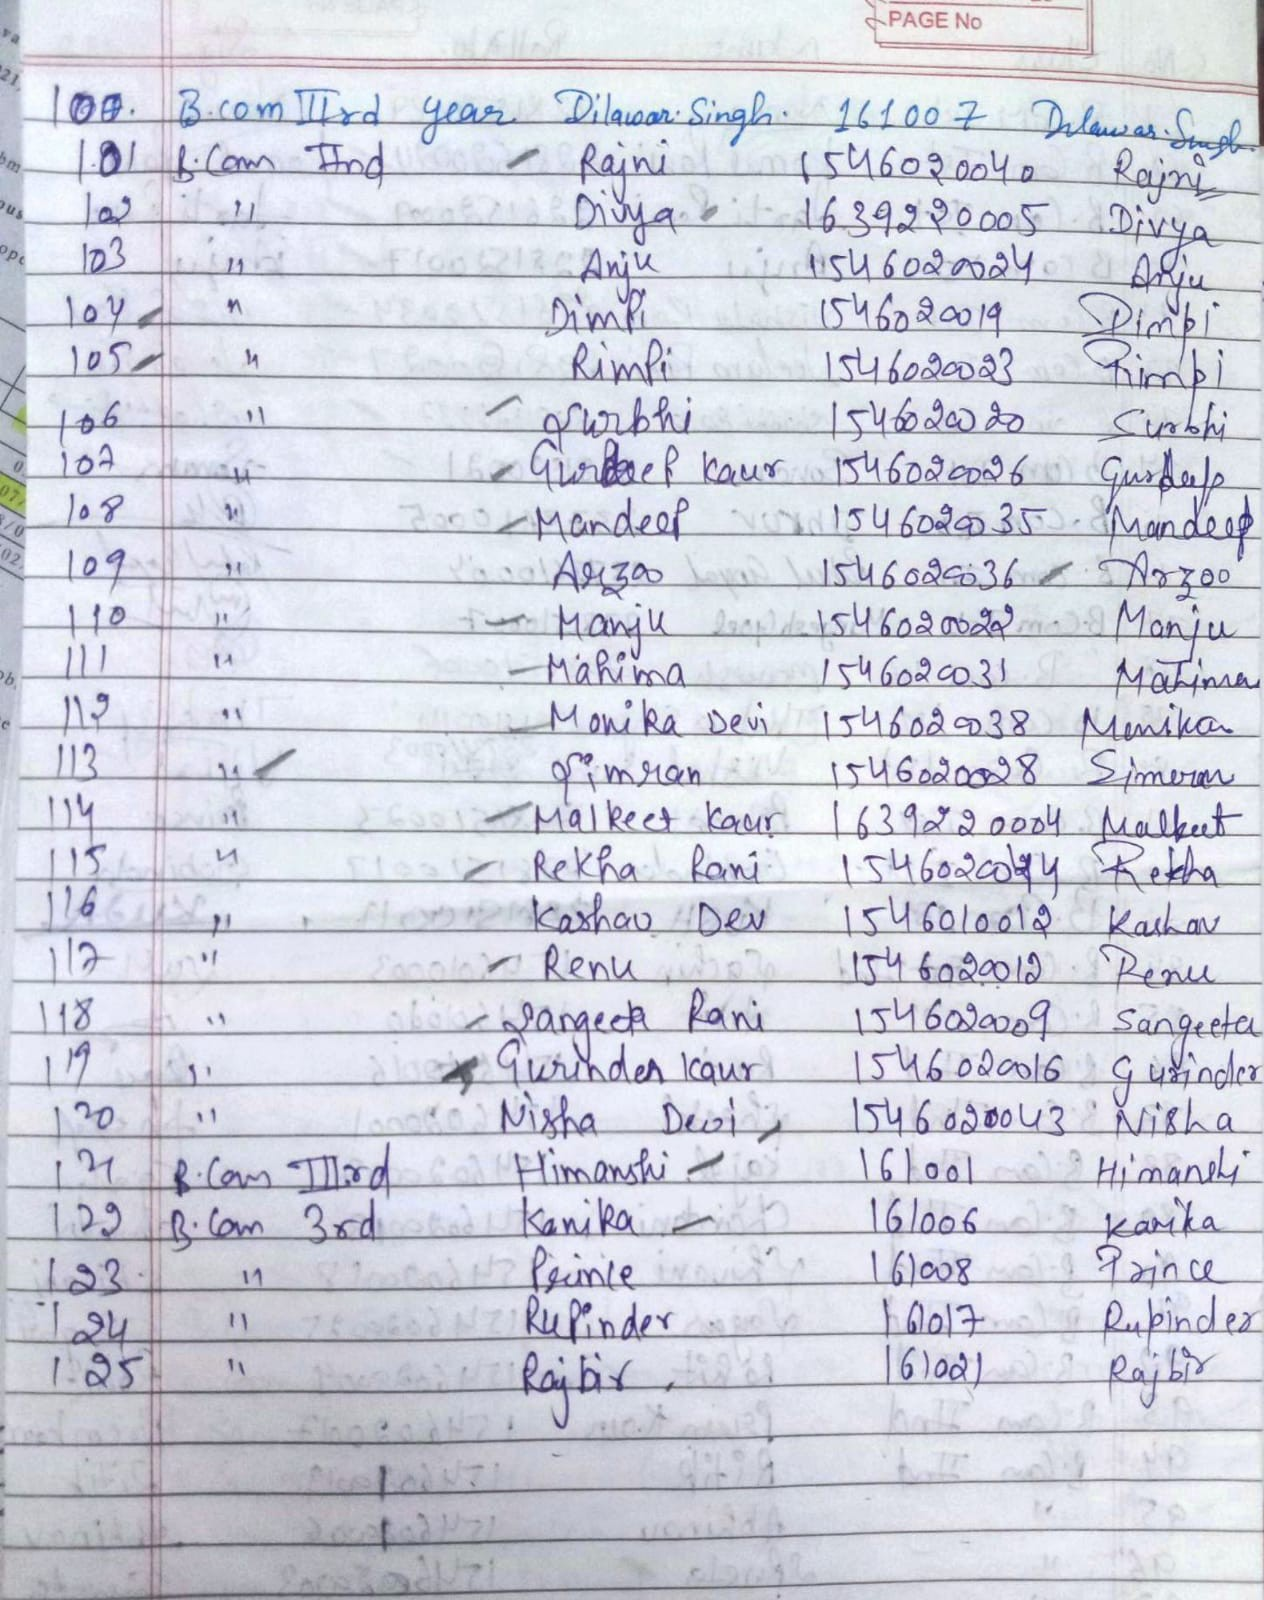 PAGE No
100. B.com IIIrd year Dilawar Singh. 161007 Dilawar Singh
101 B.Com IInd Rajni 1546020040 Rajni
102 " Divya 1639220005 Divya
103 " Anju 1546020024 Anju
104 " Dimpi 1546020019 Dimpi
105 " Rimpi 1546020023 Rimpi
106 " Surbhi 1546020020 Surbhi
107 " Gurdeep Kaur 1546020026 Gurdeep
108 " Mandeep 1546020035 Mandeep
109 " Arzoo 1546020036 Arzoo
110 " Manju 1546020022 Manju
111 " Mahima 1546020031 Mahima
112 " Monika Devi 1546020038 Monika
113 " Simran 1546020028 Simran
114 " Malkeet Kaur 1639220004 Malkeet
115 " Rekha Rani Rekha
116 " Kashav Dev 1546010012 Kashav
117 " Renu 1546020012 Renu
118 " Sangeeta Rani 1546020009 Sangeeta
119 " Gurinder Kaur 1546020016 Gurinder
120 " Nisha Devi 1546020043 Nisha
121 B.Com IIIrd Himanshi 161001 Himanshi
122 B.Com 3rd Kanika 161006 Kanika
123 " Prince 161008 Prince
124 " Rupinder 161017 Rupinder
125 " Rajbir 161021 Rajbir